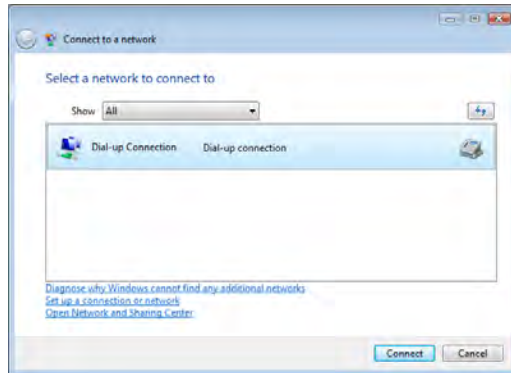 Connect to a network
Select a network to connect to
Show All
Dial-up Connection Dial-up connection
Diagnose why Windows cannot find any additional networks
Set up a connection or network
Open Network and Sharing Center
Connect Cancel